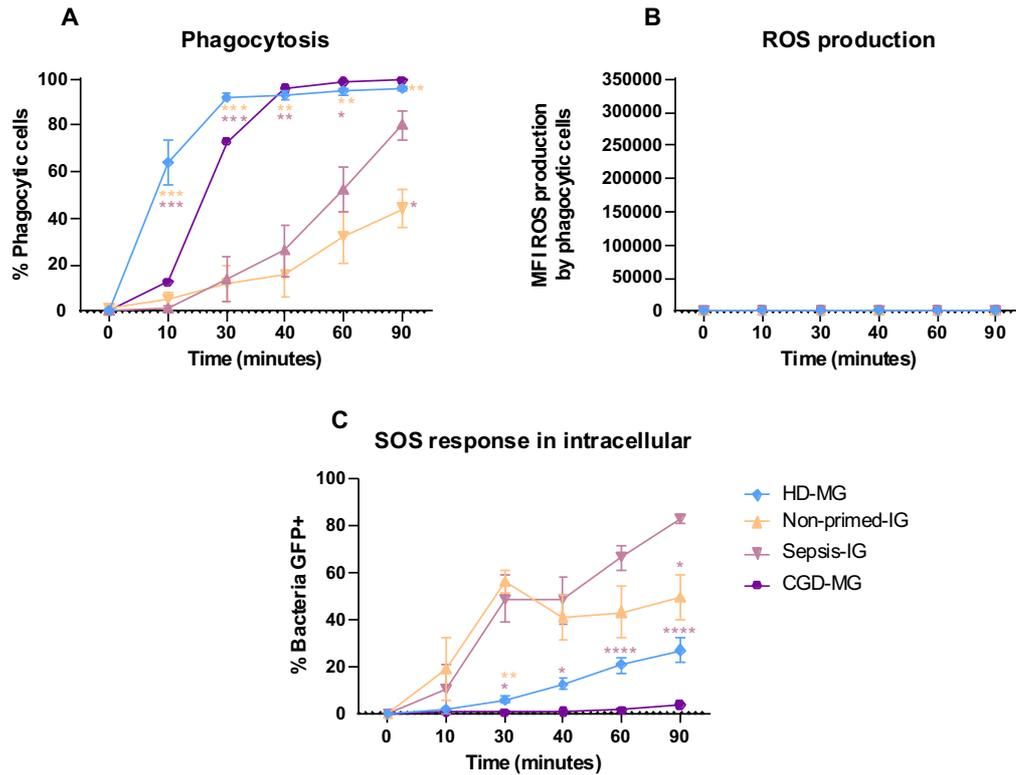 A
Phagocytosis
% Phagocytic cells
100
80
60
40
20
0
***
***
***
***
**
**
**
*
**
*
0 10 30 40 60 90
Time (minutes)
B
ROS production
MFI ROS production
by phagocytic cells
350000
300000
250000
200000
150000
100000
50000
0
0 10 30 40 60 90
Time (minutes)
C
SOS response in intracellular
% Bacteria GFP+
100
80
60
40
20
0
**
*
*
****
*
****
0 10 30 40 60 90
Time (minutes)
HD-MG
Non-primed-IG
Sepsis-IG
CGD-MG